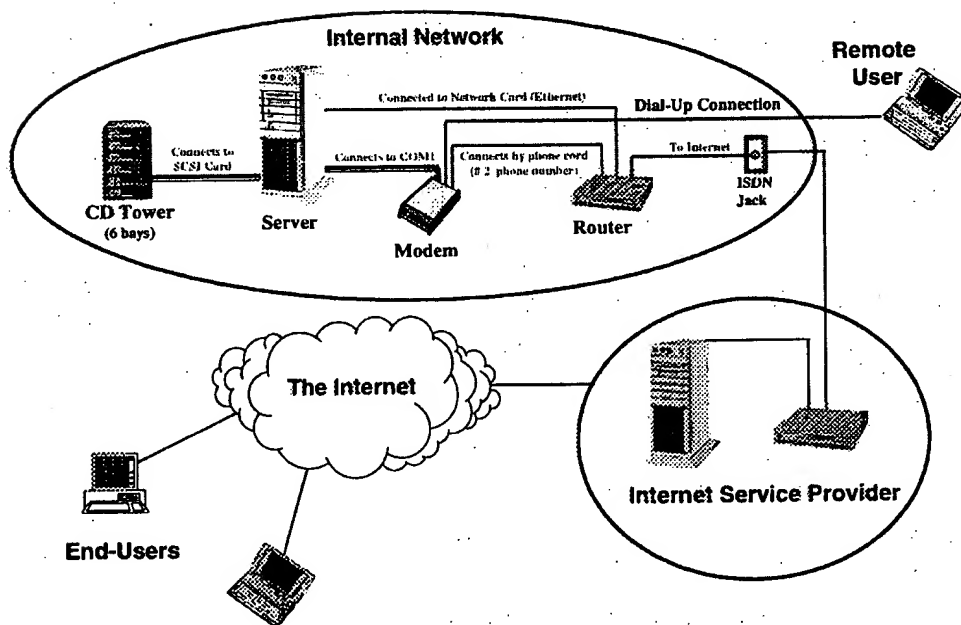 Internal Network
Remote
User
Connected to Network Card (Ethernet)
Dial-Up Connection
Connects to
SCSI Card
Connects to COM1
Connects by phone cord
(# 2 phone number)
To Internet
ISDN
Jack
CD Tower
(6 bays)
Server
Modem
Router
The Internet
Internet Service Provider
End-Users